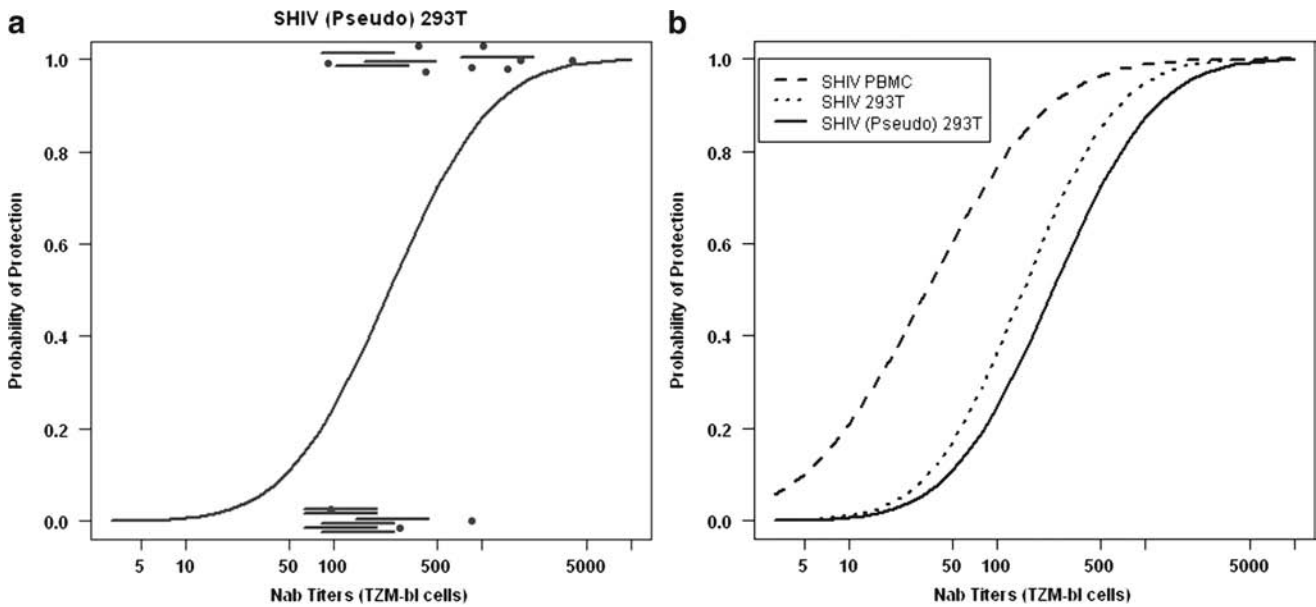 a
SHIV (Pseudo) 293T
Probability of Protection
1.0
0.8
0.6
0.4
0.2
0.0
5 10 50 100 500 5000
Nab Titers (TZM-bl cells)
b
SHIV PBMC
SHIV 293T
SHIV (Pseudo) 293T
Probability of Protection
1.0
0.8
0.6
0.4
0.2
0.0
5 10 50 100 500 5000
Nab Titers (TZM-bl cells)